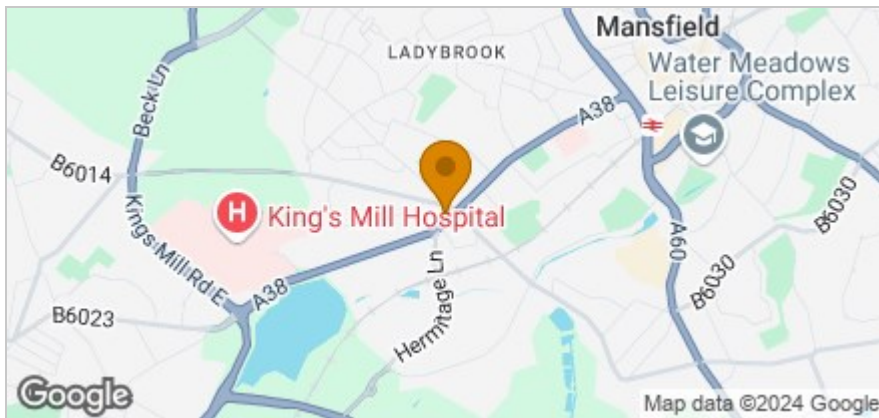 Mansfield
LADYBROOK
Water Meadows
Leisure Complex
Beck Ln
A38
B6014
H
King's Mill Hospital
B6030
Kings Mill Rd E
A60
Hermitage Ln
A38
B6030
B6023
Google
Map data ©2024 Google